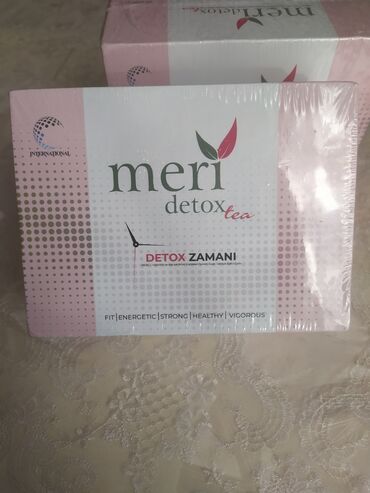 meri
detox
INTERNATIONAL
meri
detox tea
DETOX ZAMANI
FIT | ENERGETIC | STRONG | HEALTHY | VIGOROUS